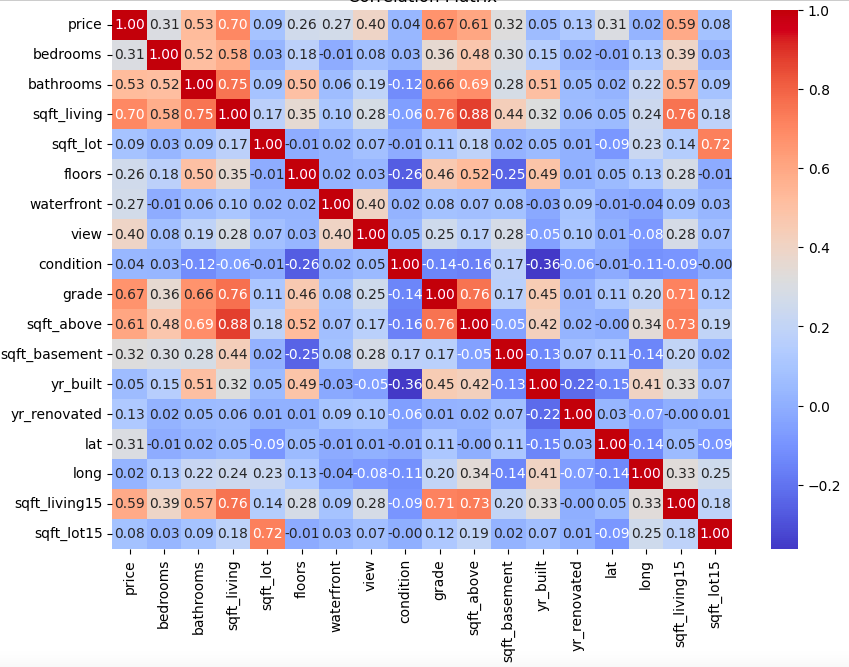 Correlation Matrix
price 1.00 0.31 0.53 0.70 0.09 0.26 0.27 0.40 0.04 0.67 0.61 0.32 0.05 0.13 0.31 0.02 0.59 0.08
bedrooms 0.31 1.00 0.52 0.58 0.03 0.18 -0.01 0.08 0.03 0.36 0.48 0.30 0.15 0.02 -0.01 0.13 0.39 0.03
bathrooms 0.53 0.52 1.00 0.75 0.09 0.50 0.06 0.19 -0.12 0.66 0.69 0.28 0.51 0.05 0.02 0.22 0.57 0.09
sqft_living 0.70 0.58 0.75 1.00 0.17 0.35 0.10 0.28 -0.06 0.76 0.88 0.44 0.32 0.06 0.05 0.24 0.76 0.18
sqft_lot 0.09 0.03 0.09 0.17 1.00 -0.01 0.02 0.07 -0.01 0.11 0.18 0.02 0.05 0.01 -0.09 0.23 0.14 0.72
floors 0.26 0.18 0.50 0.35 -0.01 1.00 0.02 0.03 -0.26 0.46 0.52 -0.25 0.49 0.01 0.05 0.13 0.28 -0.01
waterfront 0.27 -0.01 0.06 0.10 0.02 0.02 1.00 0.40 0.02 0.08 0.07 0.08 -0.03 0.09 -0.01 -0.04 0.09 0.03
view 0.40 0.08 0.19 0.28 0.07 0.03 0.40 1.00 0.05 0.25 0.17 0.28 -0.05 0.10 0.01 -0.08 0.28 0.07
condition 0.04 0.03 -0.12 -0.06 -0.01 -0.26 0.02 0.05 1.00 -0.14 -0.16 0.17 -0.36 -0.06 -0.01 -0.11 -0.09 -0.00
grade 0.67 0.36 0.66 0.76 0.11 0.46 0.08 0.25 -0.14 1.00 0.76 0.17 0.45 0.01 0.11 0.20 0.71 0.12
sqft_above 0.61 0.48 0.69 0.88 0.18 0.52 0.07 0.17 -0.16 0.76 1.00 -0.05 0.42 0.02 -0.00 0.34 0.73 0.19
sqft_basement 0.32 0.30 0.28 0.44 0.02 -0.25 0.08 0.28 0.17 0.17 -0.05 1.00 -0.13 0.07 0.11 -0.14 0.20 0.02
yr_built 0.05 0.15 0.51 0.32 0.05 0.49 -0.03 -0.05 -0.36 0.45 0.42 -0.13 1.00 -0.22 -0.15 0.41 0.33 0.07
yr_renovated 0.13 0.02 0.05 0.06 0.01 0.01 0.09 0.10 -0.06 0.01 0.02 0.07 -0.22 1.00 0.03 -0.07 -0.00 0.01
lat 0.31 -0.01 0.02 0.05 -0.09 0.05 -0.01 0.01 -0.01 0.11 -0.00 0.11 -0.15 0.03 1.00 -0.14 0.05 -0.09
long 0.02 0.13 0.22 0.24 0.23 0.13 -0.04 -0.08 -0.11 0.20 0.34 -0.14 0.41 -0.07 -0.14 1.00 0.33 0.25
sqft_living15 0.59 0.39 0.57 0.76 0.14 0.28 0.09 0.28 -0.09 0.71 0.73 0.20 0.33 -0.00 0.05 0.33 1.00 0.18
sqft_lot15 0.08 0.03 0.09 0.18 0.72 -0.01 0.03 0.07 -0.00 0.12 0.19 0.02 0.07 0.01 -0.09 0.25 0.18 1.00
price bedrooms bathrooms sqft_living sqft_lot floors waterfront view condition grade sqft_above sqft_basement yr_built yr_renovated lat long sqft_living15 sqft_lot15
1.0
0.8
0.6
0.4
0.2
0.0
−0.2